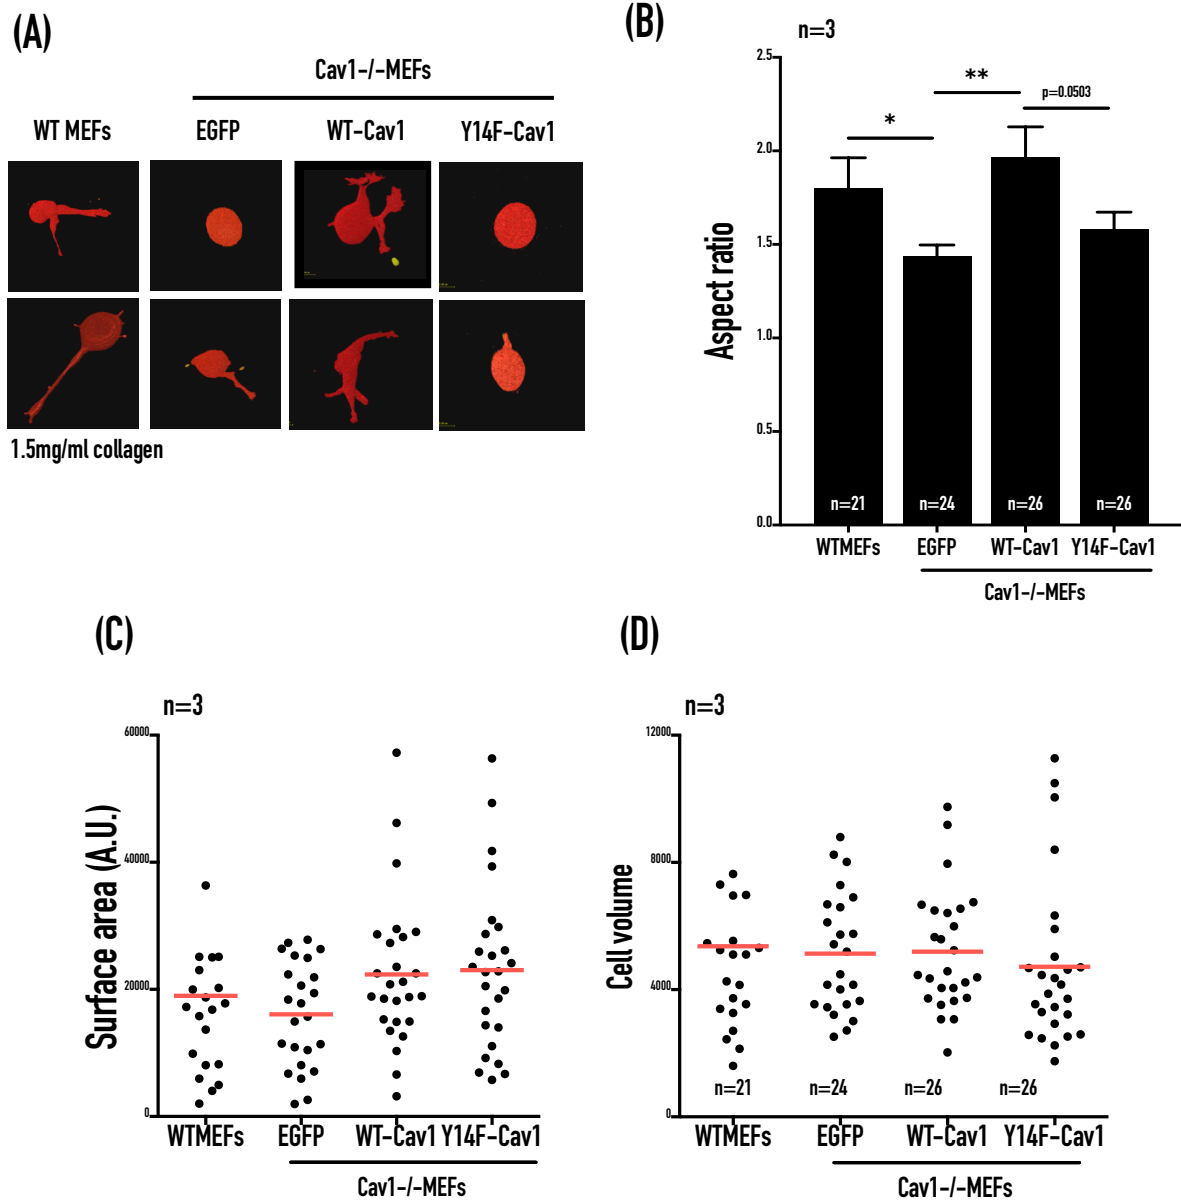 (A)
Cav1-/-MEFs
WT MEFs EGFP WT-Cav1 Y14F-Cav1
1.5mg/ml collagen
(B)
n=3
Aspect ratio
2.5
2.0
1.5
1.0
0.5
0.0
*
**
p=0.0503
n=21 n=24 n=26 n=26
WTMEFs EGFP WT-Cav1 Y14F-Cav1
Cav1-/-MEFs
(C)
n=3
Surface area (A.U.)
60000
40000
20000
0
WTMEFs EGFP WT-Cav1 Y14F-Cav1
Cav1-/-MEFs
(D)
n=3
Cell volume
12000
8000
4000
0
n=21 n=24 n=26 n=26
WTMEFs EGFP WT-Cav1 Y14F-Cav1
Cav1-/-MEFs